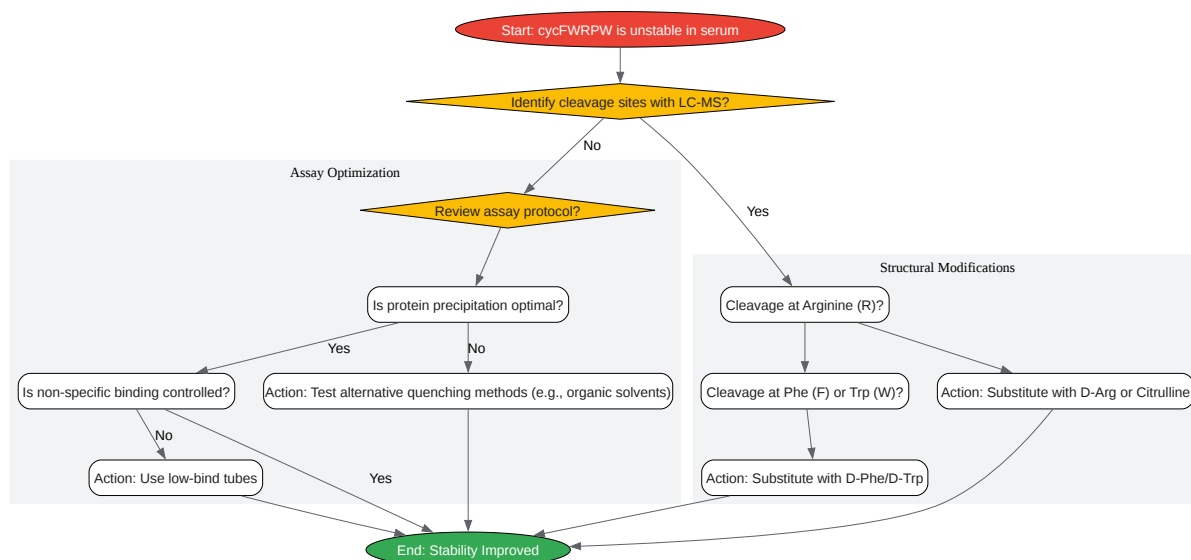 Start: cycFWRPW is unstable in serum
Identify cleavage sites with LC-MS?
No
Yes
Assay Optimization
Review assay protocol?
Structural Modifications
Is protein precipitation optimal?
Cleavage at Arginine (R)?
Yes
No
Is non-specific binding controlled?
Action: Test alternative quenching methods (e.g., organic solvents)
Cleavage at Phe (F) or Trp (W)?
Action: Substitute with D-Arg or Citrulline
No
Yes
Action: Use low-bind tubes
Action: Substitute with D-Phe/D-Trp
End: Stability Improved